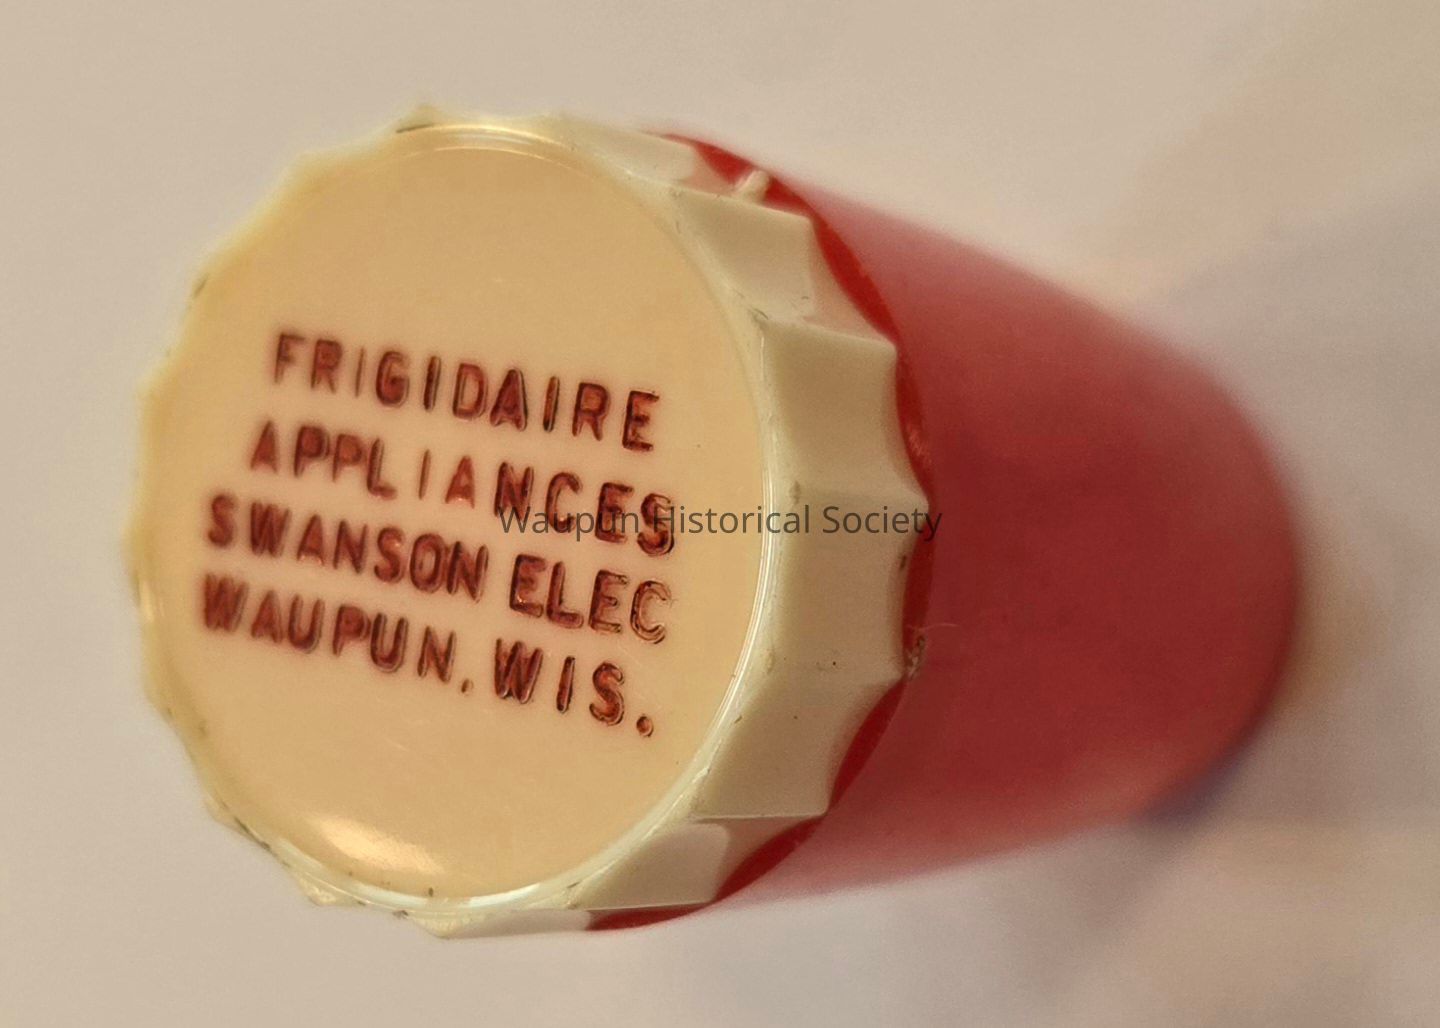 FRIGIDAIRE
APPLIANCES
SWANSON ELEC
WAUPUN. WIS.
Waupun Historical Society